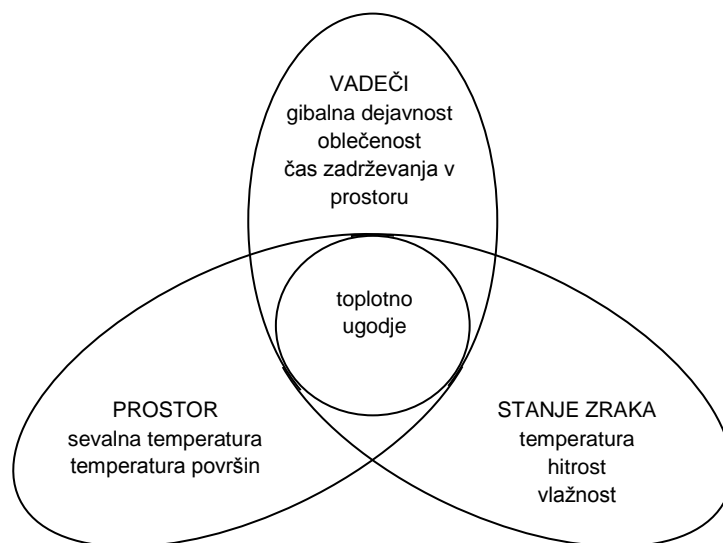 VADEČI
gibalna dejavnost
oblečenost
čas zadrževanja v
prostoru
toplotno
ugodje
PROSTOR
sevalna temperatura
temperatura površin
STANJE ZRAKA
temperatura
hitrost
vlažnost